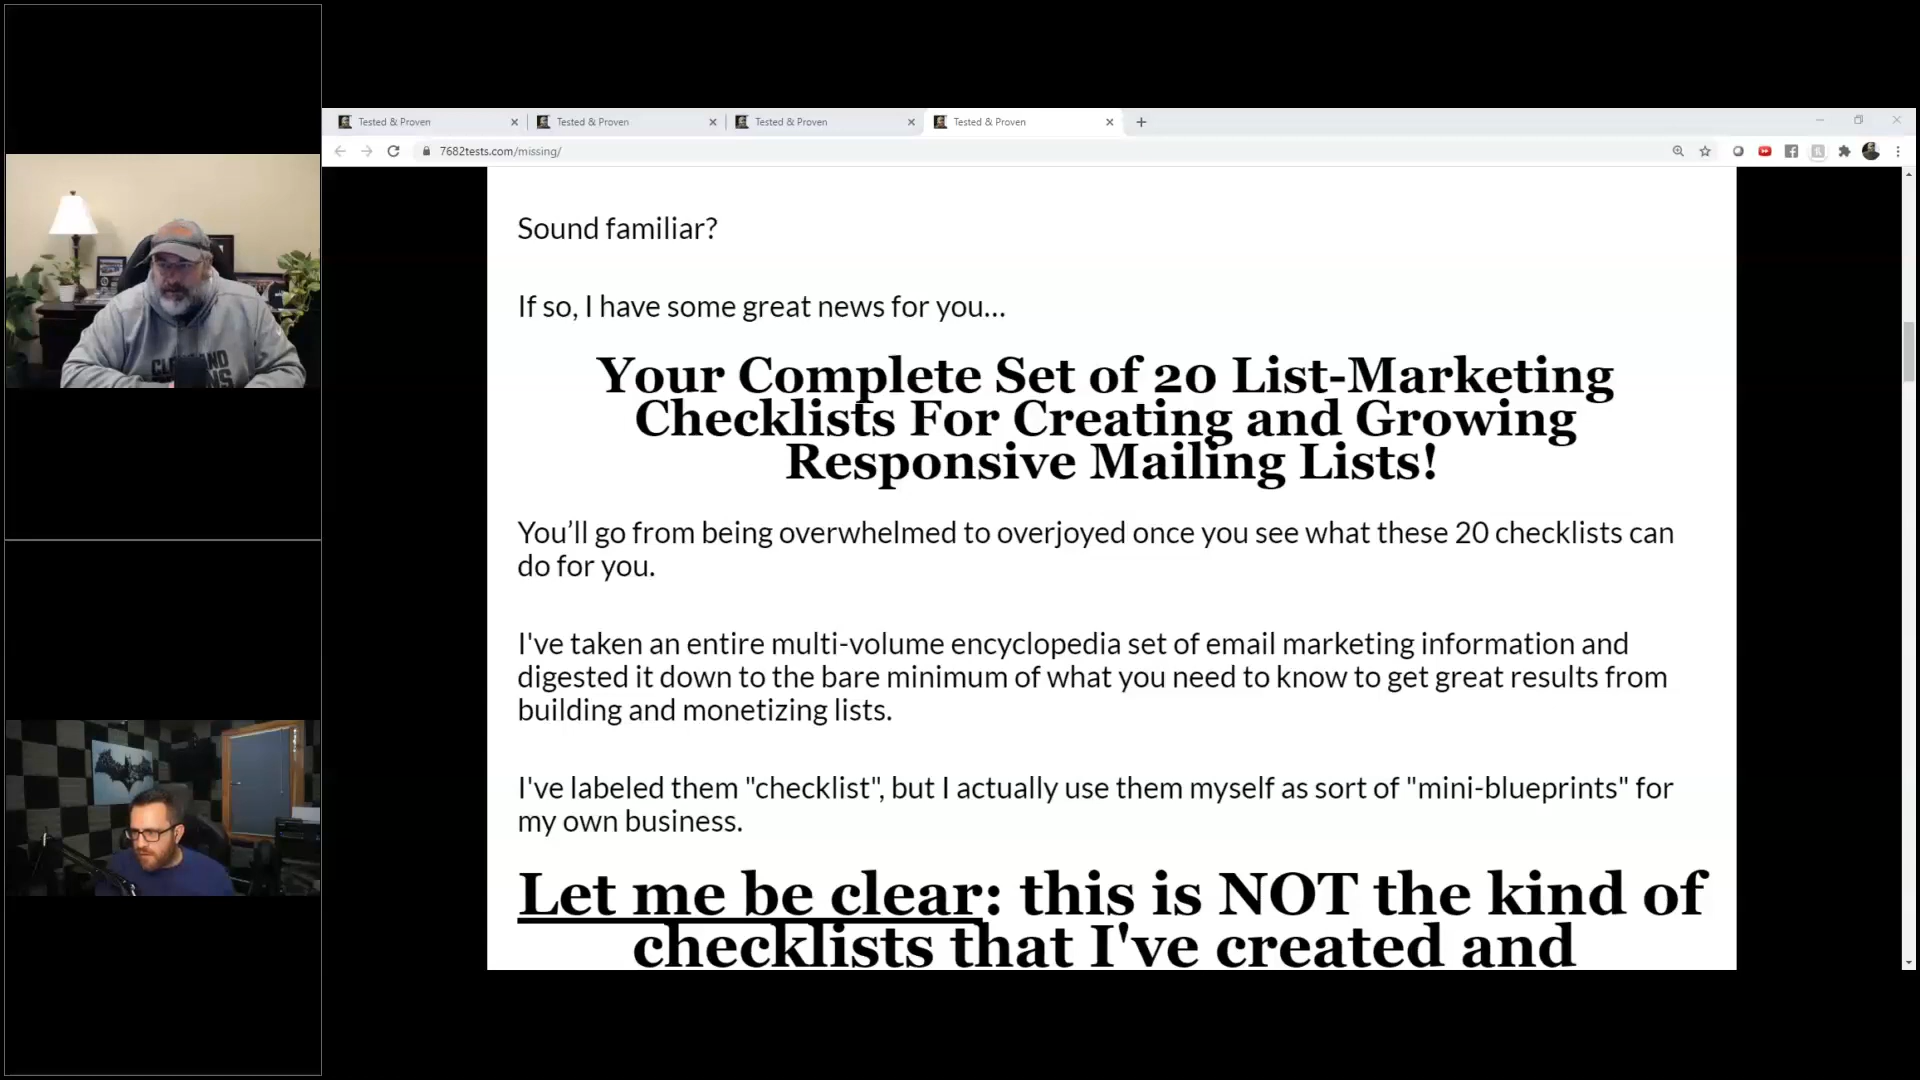 Tested & Proven
Tested & Proven
Tested & Proven
Tested & Proven
7682tests.com/missing/
Sound familiar?
If so, I have some great news for you...
Your Complete Set of 20 List-Marketing
Checklists For Creating and Growing
Responsive Mailing Lists!
You’ll go from being overwhelmed to overjoyed once you see what these 20 checklists can
do for you.
I've taken an entire multi-volume encyclopedia set of email marketing information and
digested it down to the bare minimum of what you need to know to get great results from
building and monetizing lists.
I've labeled them "checklist", but I actually use them myself as sort of "mini-blueprints" for
my own business.
Let me be clear: this is NOT the kind of
checklists that I've created and